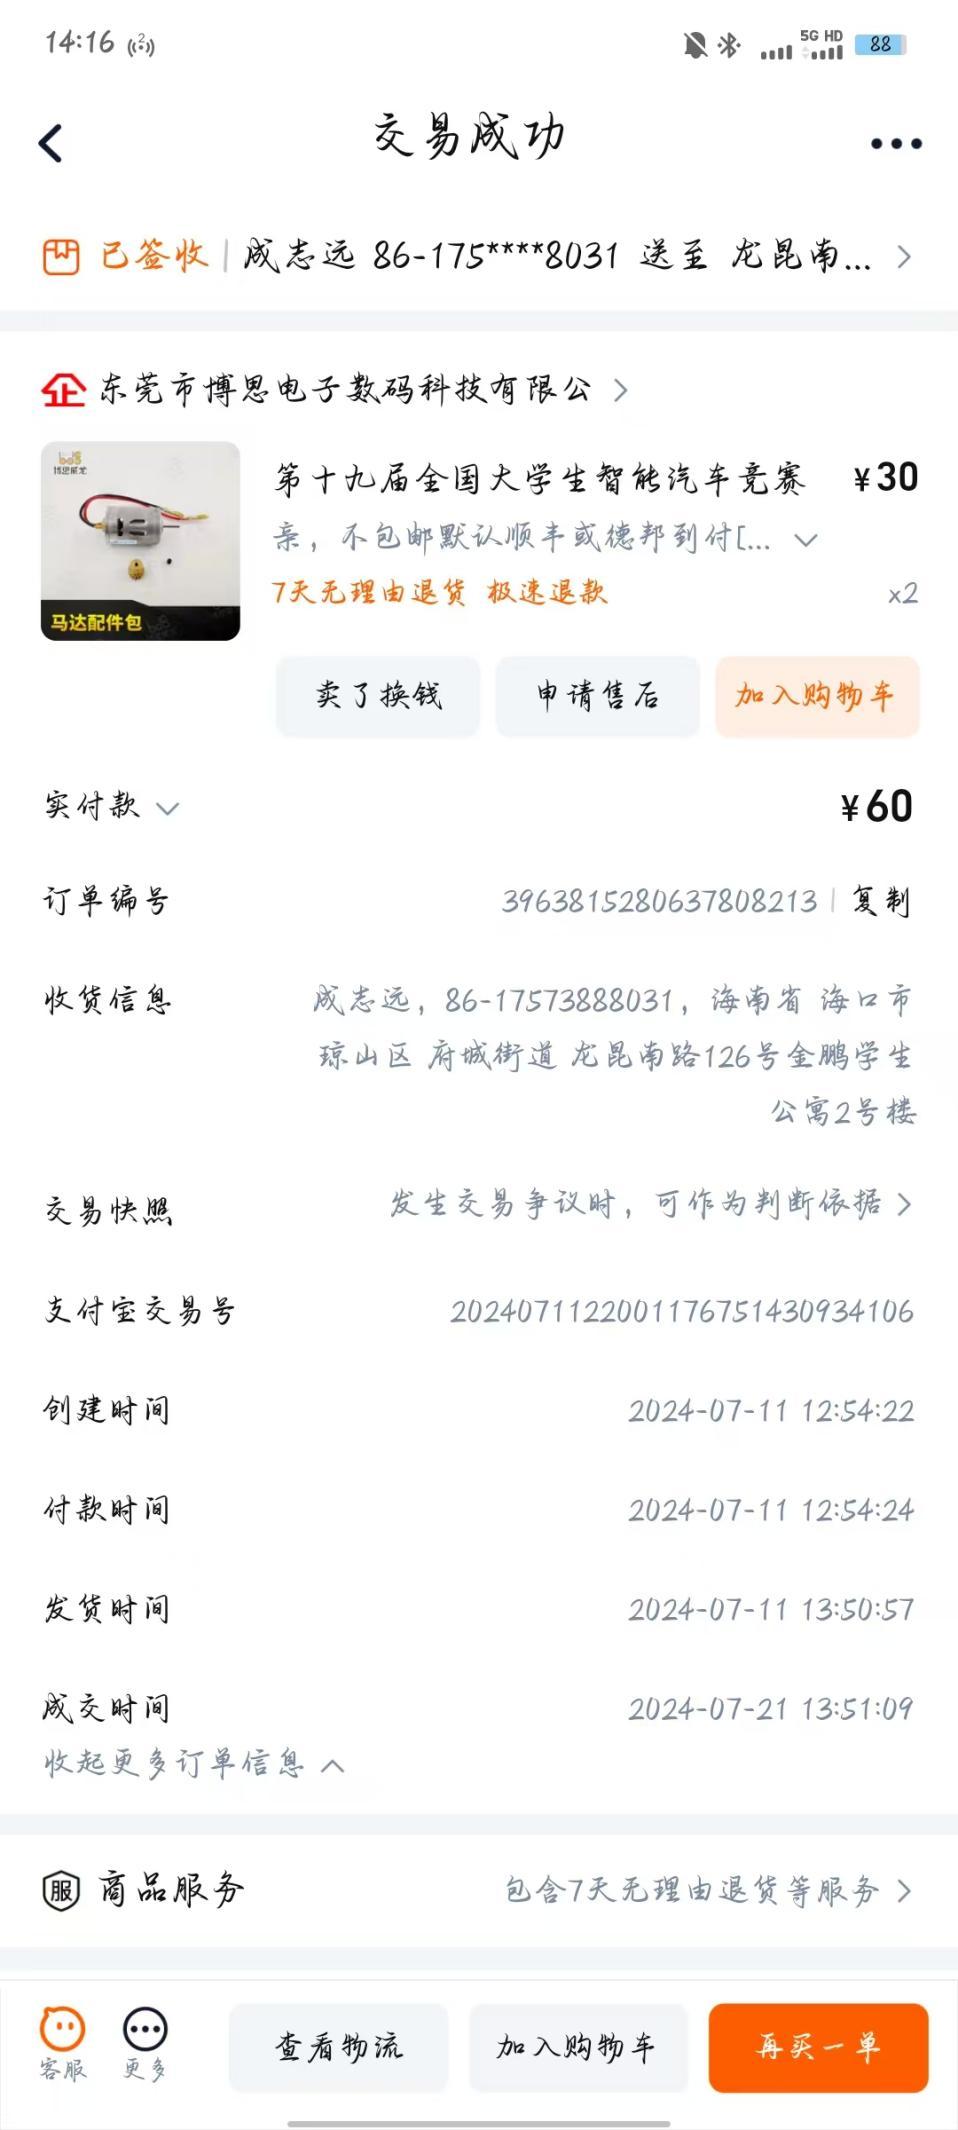 14:16
5G HD
88
交易成功
已签收 | 成志远 86-175****8031 送至 龙昆南...
企 东莞市博思电子数码科技有限公
第十九届全国大学生智能汽车竞赛 ¥30
亲，不包邮默认顺丰或德邦到付[...
7天无理由退货 极速退款 x2
马达配件包
卖了换钱 申请售后 加入购物车
实付款 ¥60
订单编号 3963815280637808213 | 复制
收货信息 成志远，86-17573888031，海南省 海口市
琼山区 府城街道 龙昆南路126号金鹏学生
公寓2号楼
交易快照 发生交易争议时，可作为判断依据
支付宝交易号 2024071122001176751430934106
创建时间 2024-07-11 12:54:22
付款时间 2024-07-11 12:54:24
发货时间 2024-07-11 13:50:57
成交时间 2024-07-21 13:51:09
收起更多订单信息
服 商品服务 包含7天无理由退货等服务
客服 更多 查看物流 加入购物车 再买一单